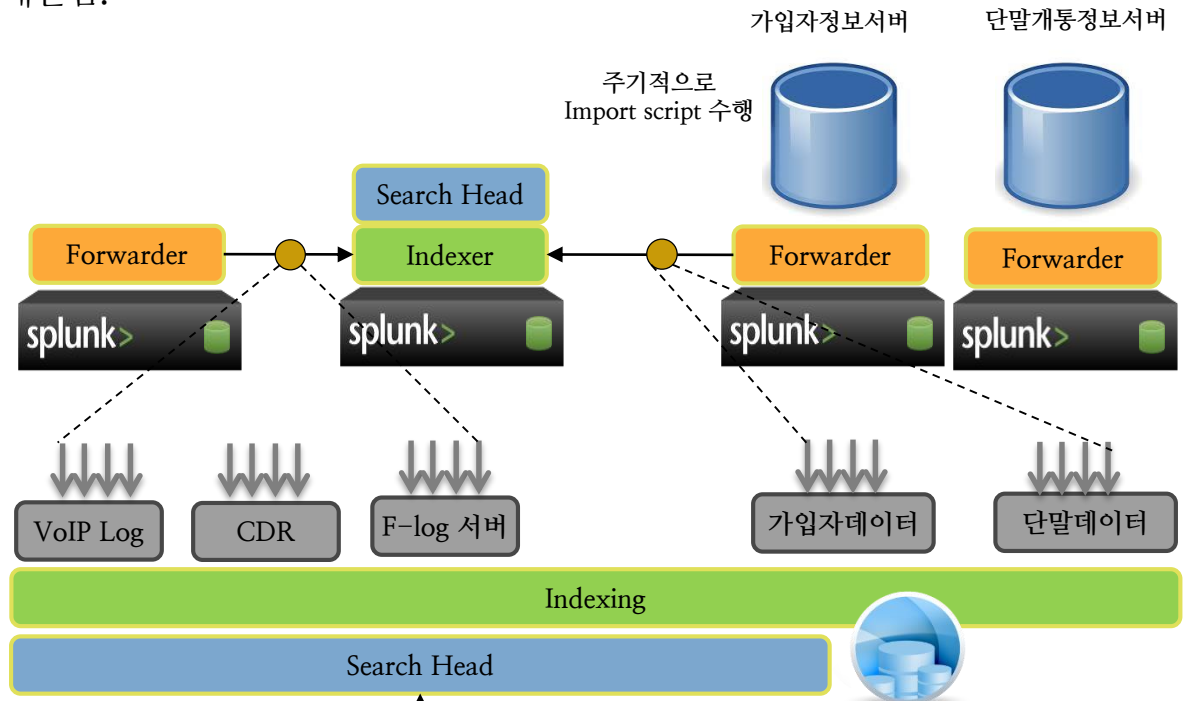 가입자정보서버
단말개통정보서버
주기적으로
Import script 수행
Search Head
Forwarder
Indexer
Forwarder
Forwarder
splunk>
splunk>
splunk>
splunk>
VoIP Log
CDR
F-log 서버
가입자데이터
단말데이터
Indexing
Search Head